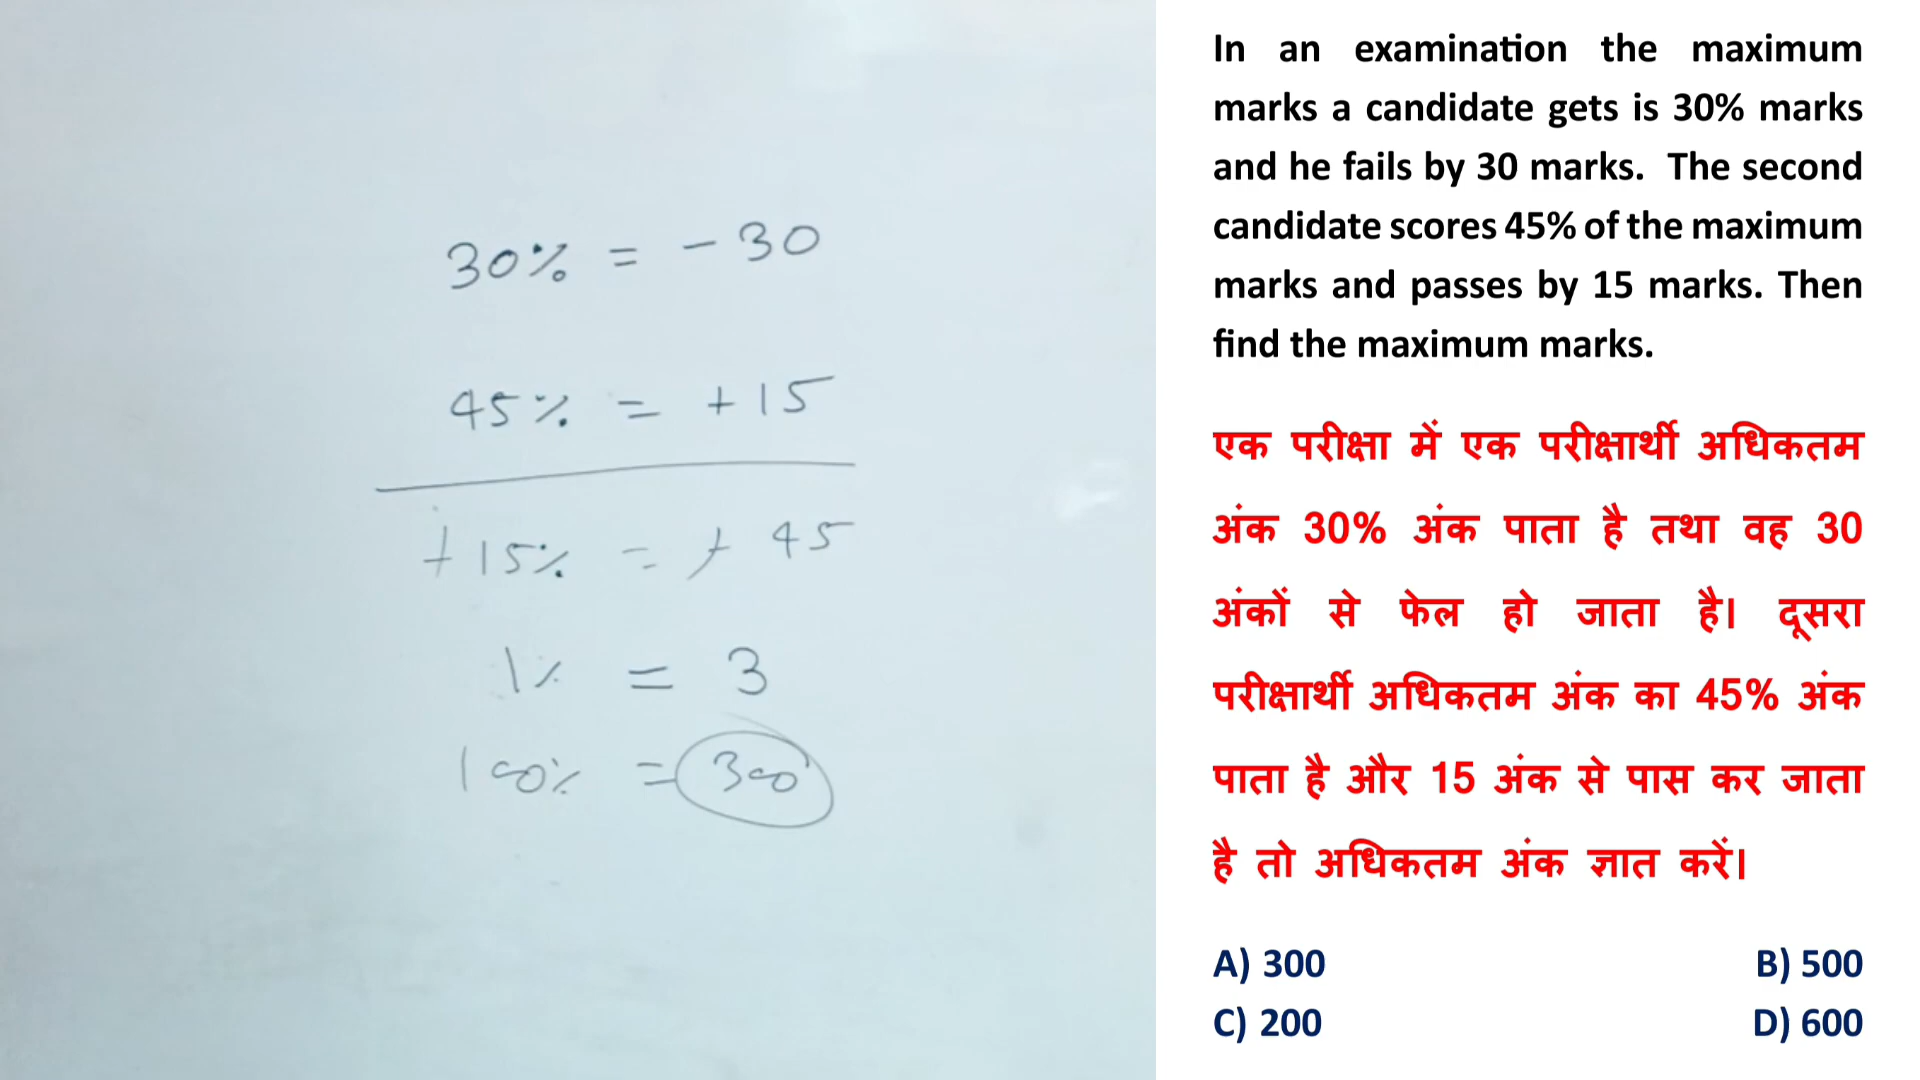 30% = - 30
45% = + 15
+ 15% = + 45
1% = 3
100% = 300
In an examination the maximum
marks a candidate gets is 30% marks
and he fails by 30 marks. The second
candidate scores 45% of the maximum
marks and passes by 15 marks. Then
find the maximum marks.
एक परीक्षा में एक परीक्षार्थी अधिकतम
अंक 30% अंक पाता है तथा वह 30
अंकों से फेल हो जाता है। दूसरा
परीक्षार्थी अधिकतम अंक का 45% अंक
पाता है और 15 अंक से पास कर जाता
है तो अधिकतम अंक ज्ञात करें।
A) 300 B) 500
C) 200 D) 600